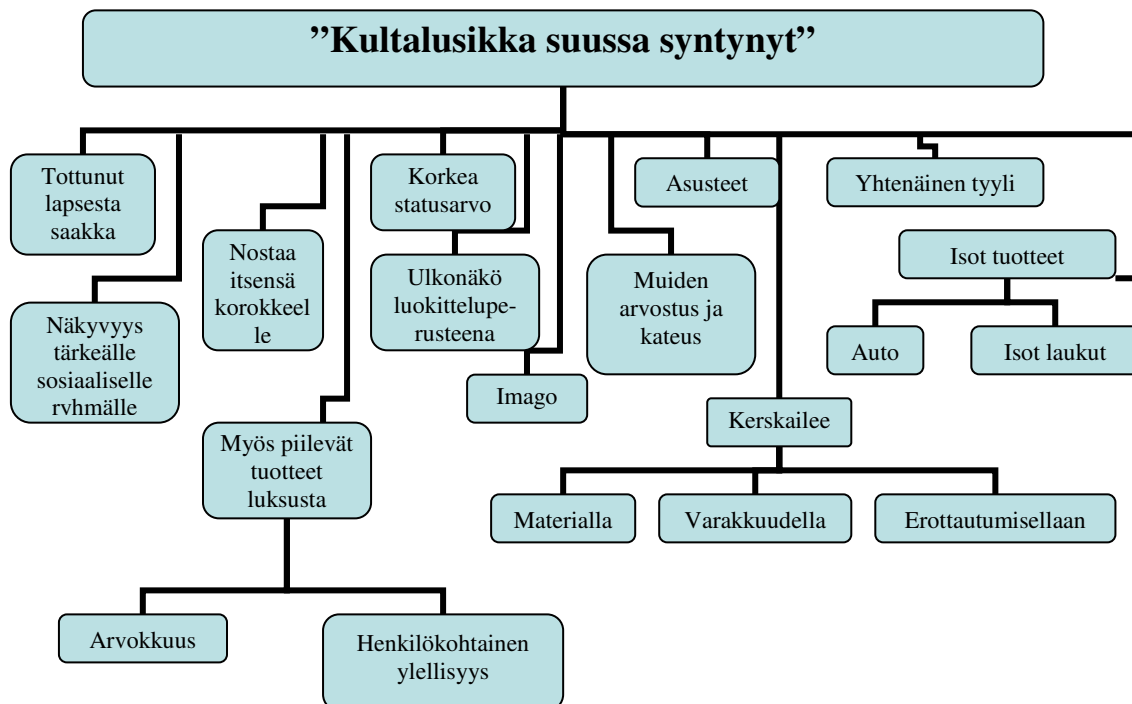 ”Kultalusikka suussa syntynyt”
Tottunut
lapsesta
saakka
Korkea
statusarvo
Asusteet
Yhtenäinen tyyli
Nostaa
itsensä
korokkeel
le
Ulkonäkö
luokittelupe-
rusteena
Muiden
arvostus ja
kateus
Isot tuotteet
Näkyvyys
tärkeälle
sosiaaliselle
ryhmälle
Auto
Isot laukut
Imago
Kerskailee
Myös piilevät
tuotteet
luksusta
Materialla
Varakkuudella
Erottautumisellaan
Arvokkuus
Henkilökohtainen
ylellisyys